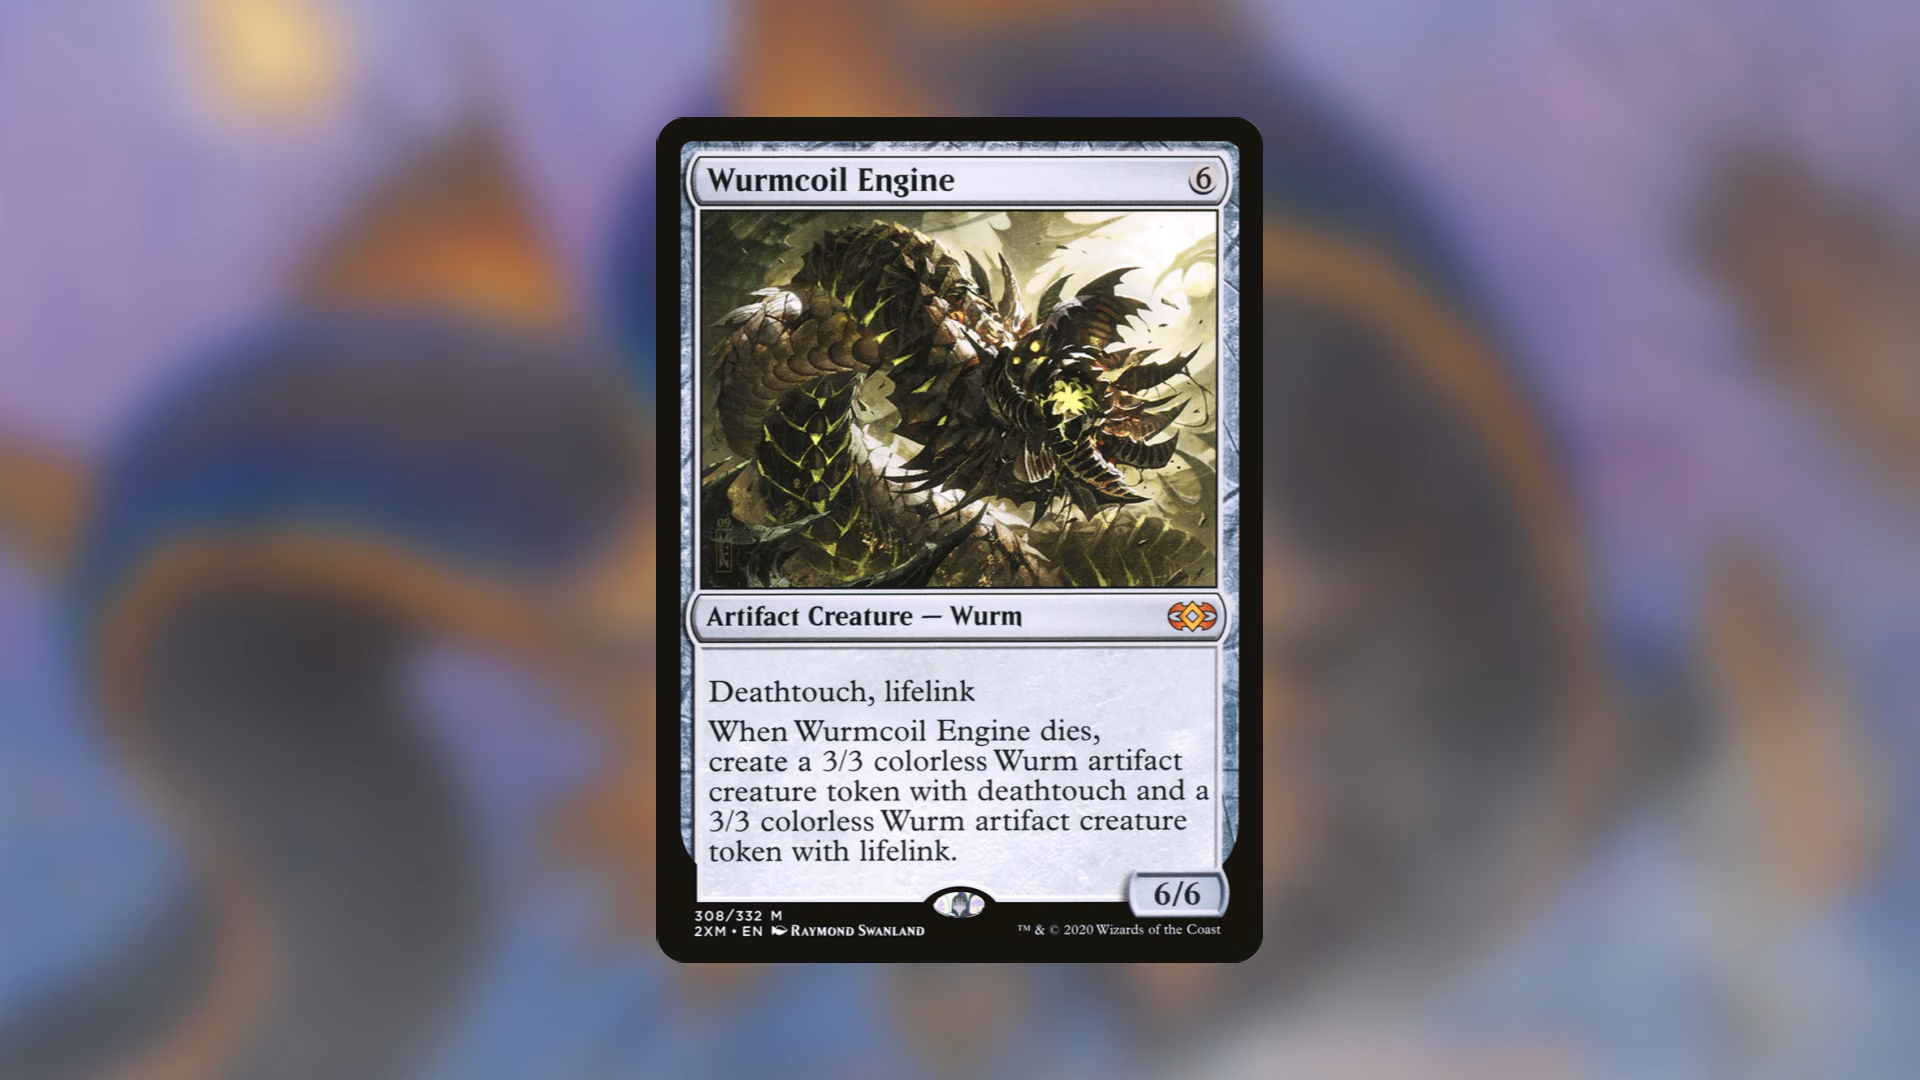 Wurmcoil Engine 6
09
Artifact Creature — Wurm
Deathtouch, lifelink
When Wurmcoil Engine dies,
create a 3/3 colorless Wurm artifact
creature token with deathtouch and a
3/3 colorless Wurm artifact creature
token with lifelink.
6/6
308/332 M
2XM • EN Raymond Swanland
™ & © 2020 Wizards of the Coast